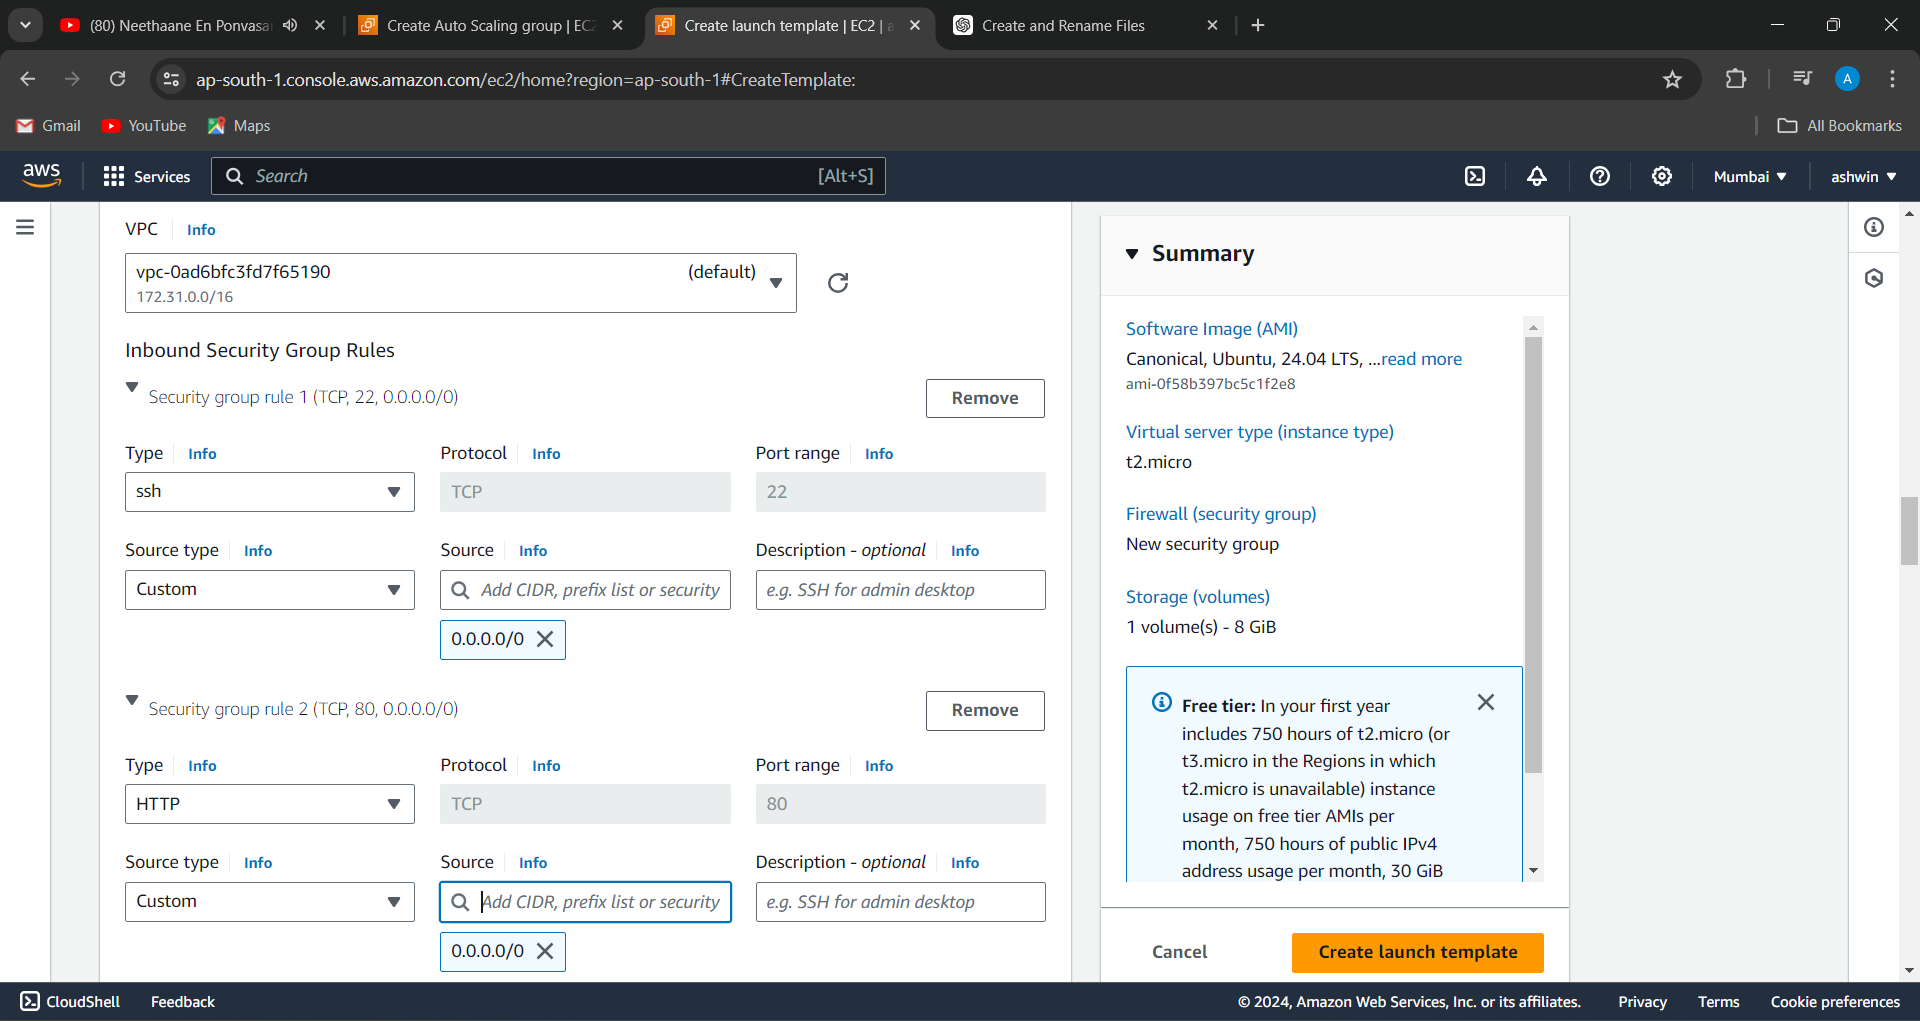 (80) Neethaane En Ponvasa
Create Auto Scaling group | EC2
Create launch template | EC2 | a
Create and Rename Files
ap-south-1.console.aws.amazon.com/ec2/home?region=ap-south-1#CreateTemplate:
A
Gmail
YouTube
Maps
All Bookmarks
aws
Services
Search
[Alt+S]
Mumbai
ashwin
VPC
Info
vpc-0ad6bfc3fd7f65190
(default)
172.31.0.0/16
Inbound Security Group Rules
Security group rule 1 (TCP, 22, 0.0.0.0/0)
Remove
Type Info
Protocol Info
Port range Info
ssh
TCP
22
Source type Info
Source Info
Description - optional Info
Custom
Add CIDR, prefix list or security
e.g. SSH for admin desktop
0.0.0.0/0
Security group rule 2 (TCP, 80, 0.0.0.0/0)
Remove
Type Info
Protocol Info
Port range Info
HTTP
TCP
80
Source type Info
Source Info
Description - optional Info
Custom
Add CIDR, prefix list or security
e.g. SSH for admin desktop
0.0.0.0/0
Summary
Software Image (AMI)
Canonical, Ubuntu, 24.04 LTS, ...read more
ami-0f58b397bc5c1f2e8
Virtual server type (instance type)
t2.micro
Firewall (security group)
New security group
Storage (volumes)
1 volume(s) - 8 GiB
Free tier: In your first year
includes 750 hours of t2.micro (or
t3.micro in the Regions in which
t2.micro is unavailable) instance
usage on free tier AMIs per
month, 750 hours of public IPv4
address usage per month, 30 GiB
Cancel
Create launch template
CloudShell
Feedback
© 2024, Amazon Web Services, Inc. or its affiliates.
Privacy
Terms
Cookie preferences